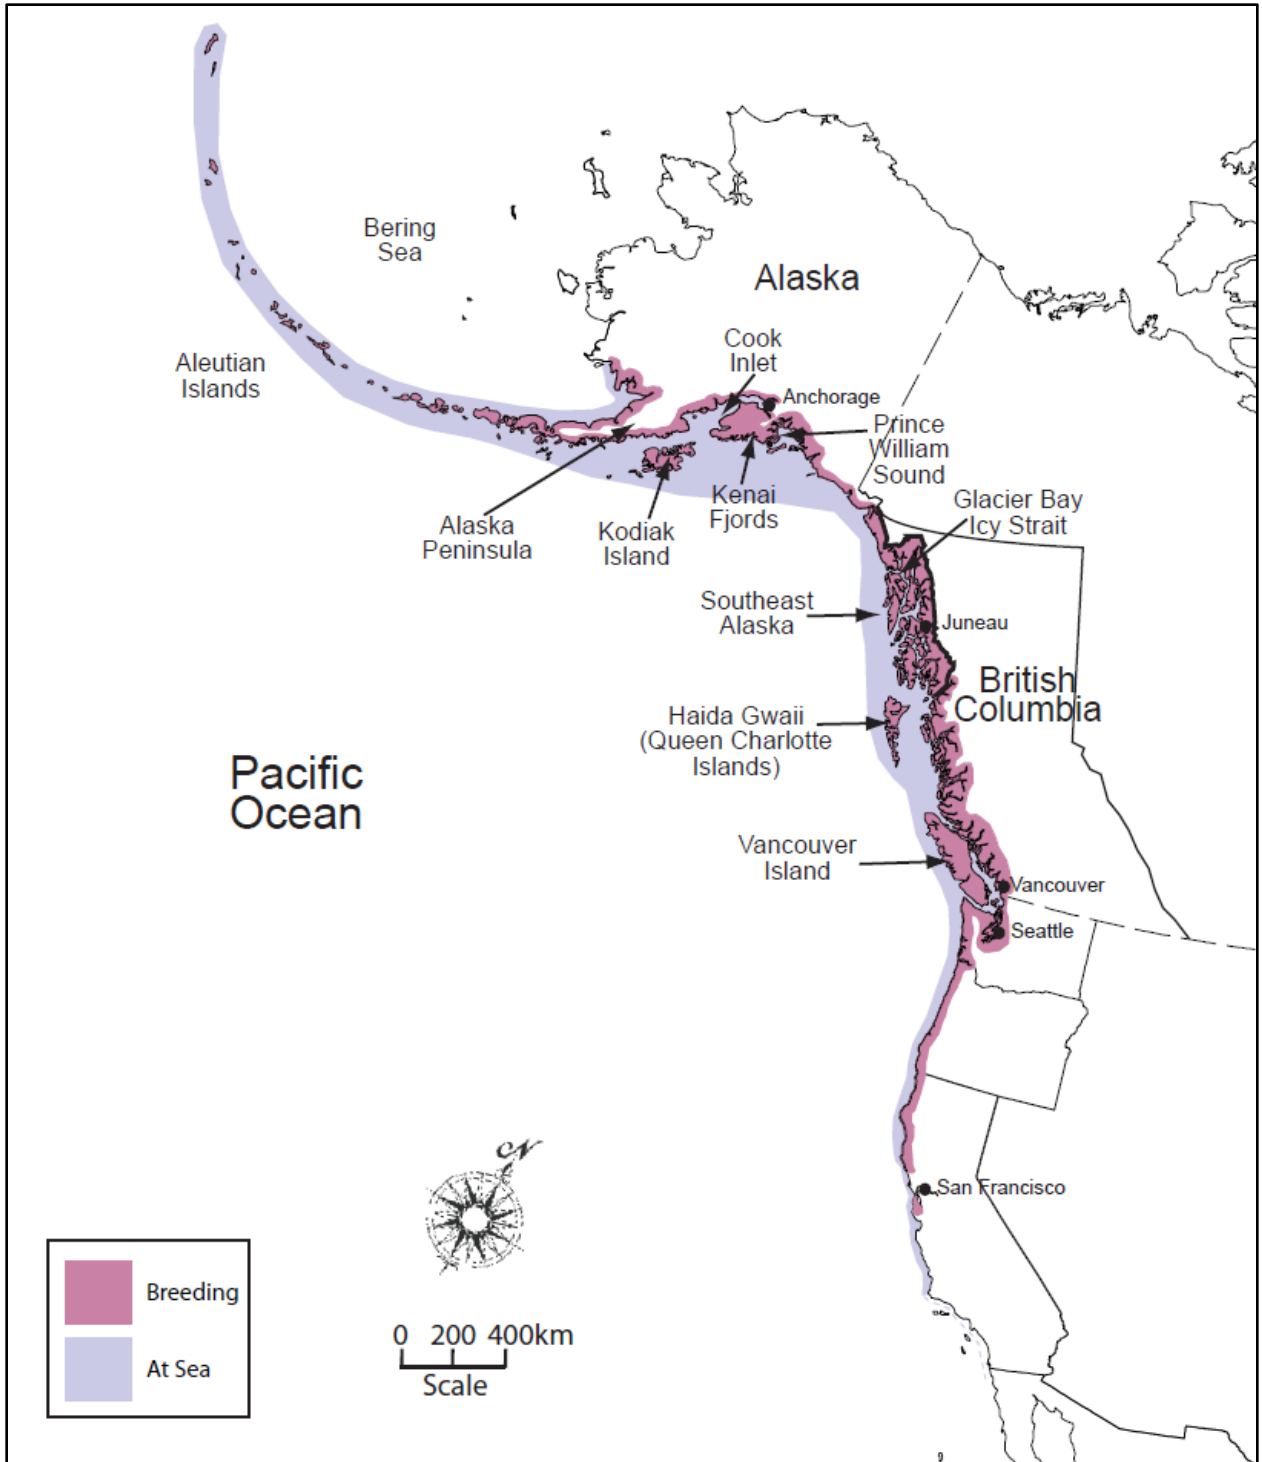 Bering
Sea
Alaska
Cook
Inlet
Aleutian
Islands
Anchorage
Prince
William
Sound
Kenai
Fjords
Glacier Bay
Icy Strait
Alaska
Peninsula
Kodiak
Island
Southeast
Alaska
Juneau
British
Columbia
Haida Gwaii
(Queen Charlotte
Islands)
Pacific
Ocean
Vancouver
Island
Vancouver
Seattle
N
San Francisco
Breeding
At Sea
0 200 400km
Scale